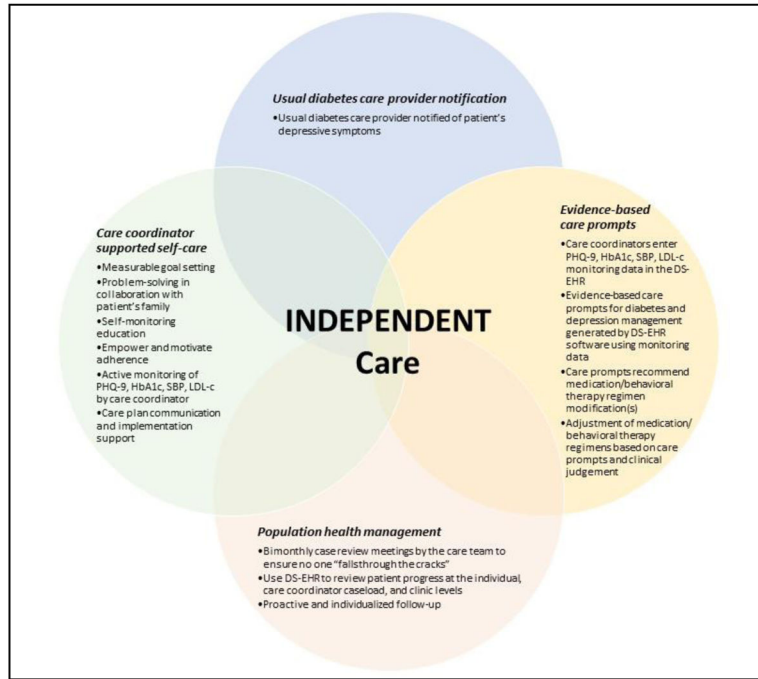 Usual diabetes care provider notification
•Usual diabetes care provider notified of patient's
depressive symptoms
Care coordinator
supported self-care
•Measurable goal setting
•Problem-solving in
collaboration with
patient's family
•Self-monitoring
education
•Empower and motivate
adherence
•Active monitoring of
PHQ-9, HbA1c, SBP, LDL-c
by care coordinator
•Care plan communication
and implementation
support
INDEPENDENT
Care
Evidence-based
care prompts
•Care coordinators enter
PHQ-9, HbA1c, SBP, LDL-c
monitoring data in the DS-
EHR
•Evidence-based care
prompts for diabetes and
depression management
generated by DS-EHR
software using monitoring
data
•Care prompts recommend
medication/behavioral
therapy regimen
modification(s)
•Adjustment of medication/
behavioral therapy
regimens based on care
prompts and clinical
judgement
Population health management
•Bimonthly case review meetings by the care team to
ensure no one “falls through the cracks”
•Use DS-EHR to review patient progress at the individual,
care coordinator caseload, and clinic levels
•Proactive and individualized follow-up